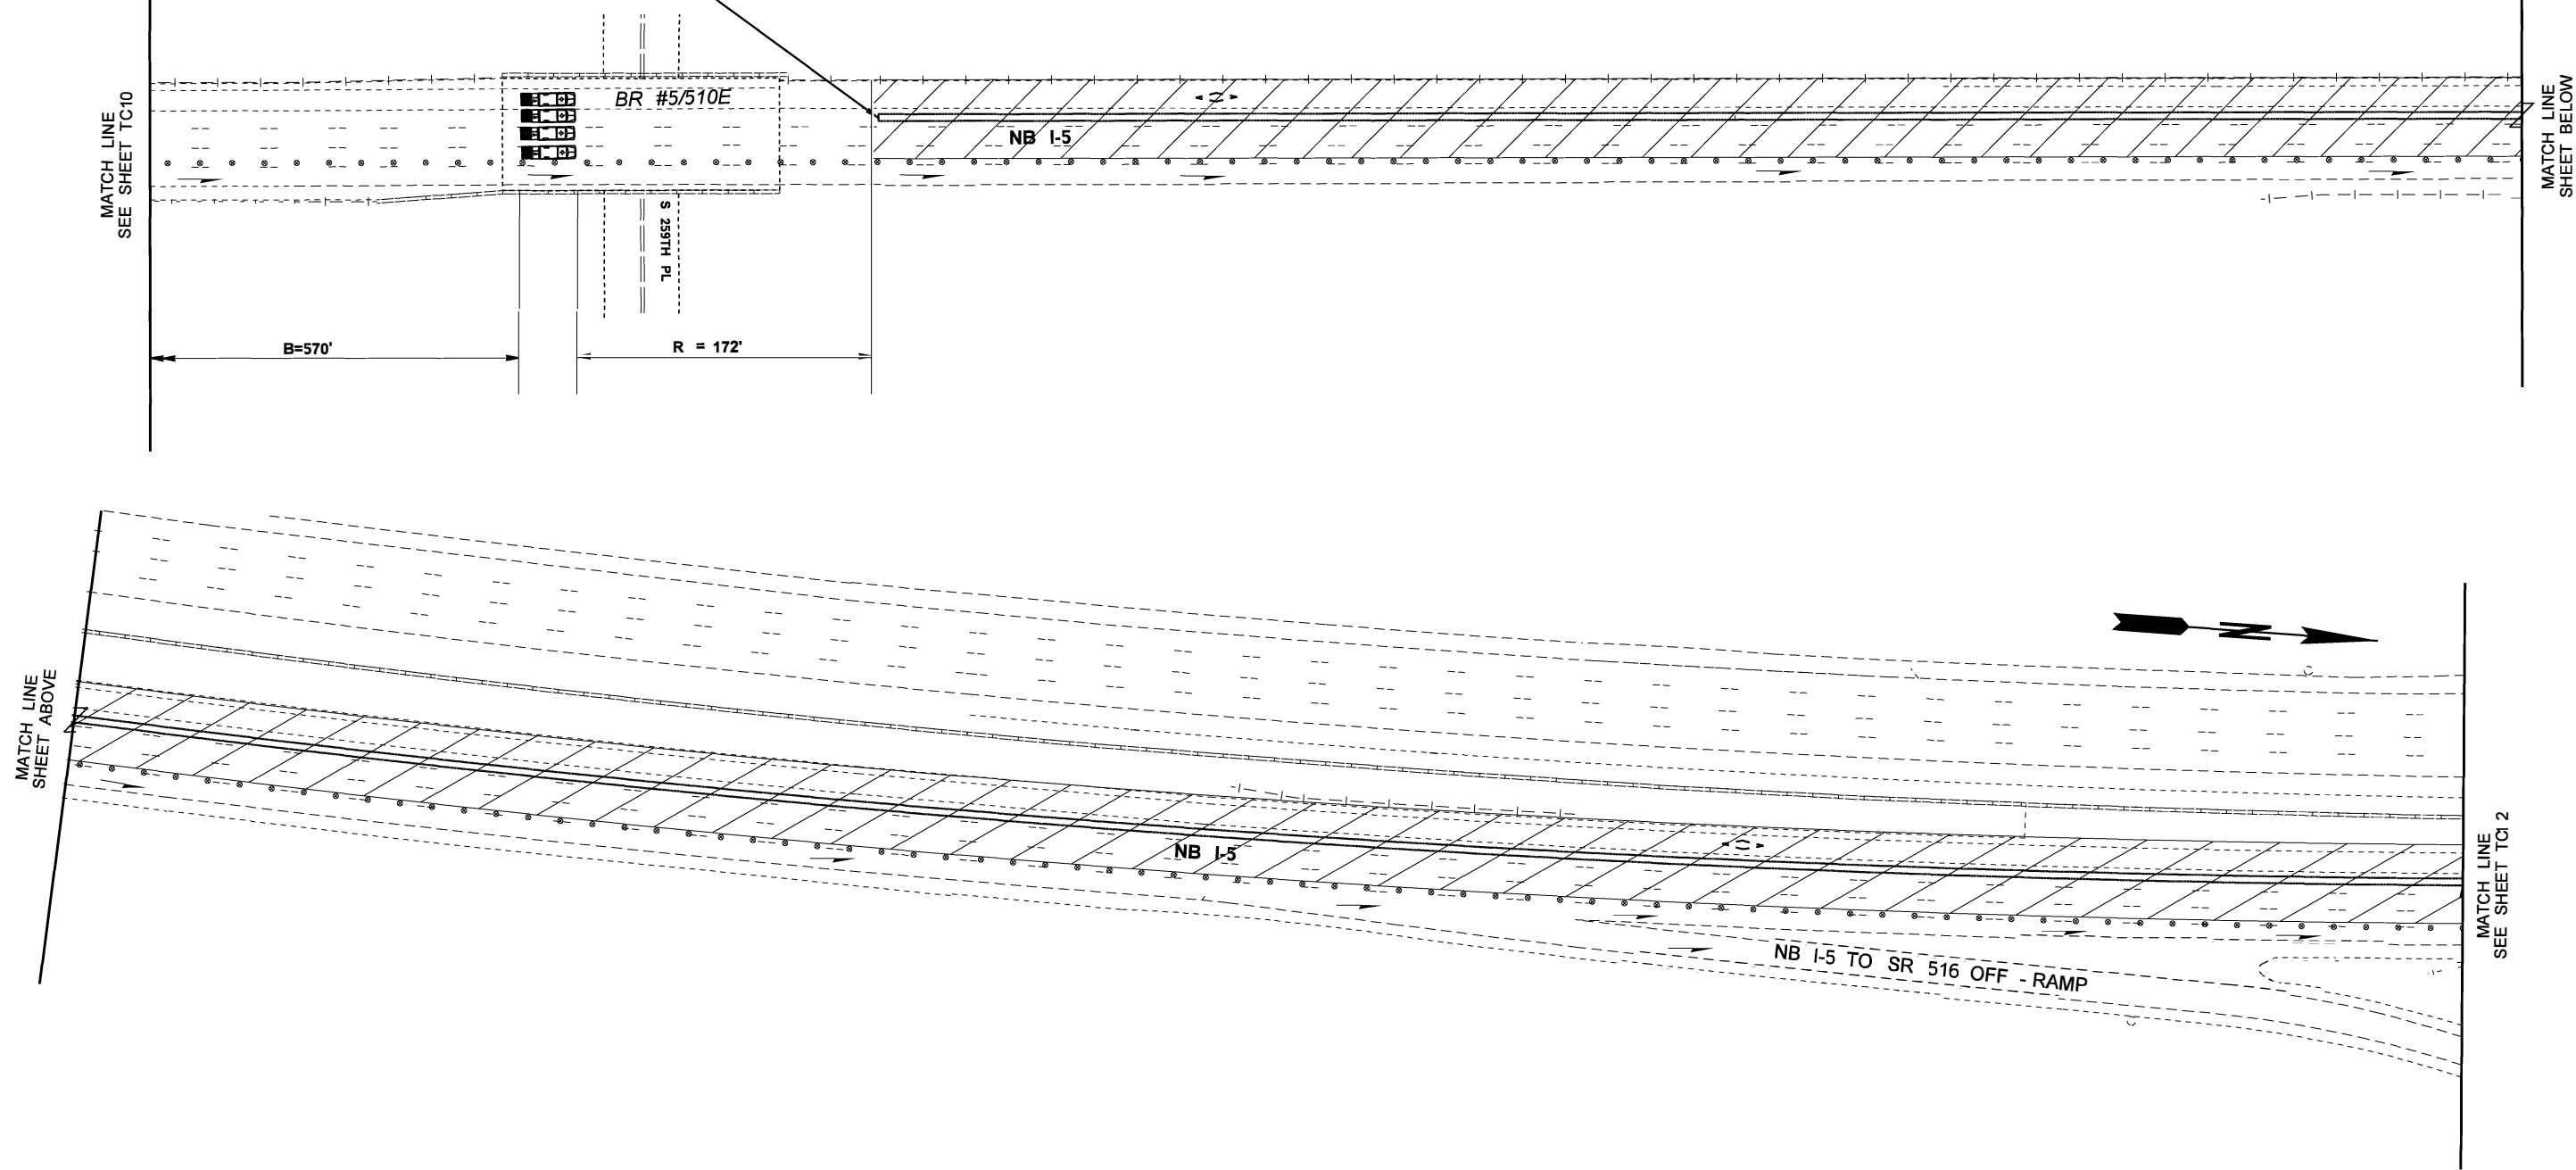 MATCH LINE
SEE SHEET TC10
BR #5/510E
NB I-5
S 259TH PL
B=570'
R = 172'
MATCH LINE
SHEET BELOW
MATCH LINE
SHEET ABOVE
N
NB I-5
NB I-5 TO SR 516 OFF - RAMP
MATCH LINE
SEE SHEET TC1 2